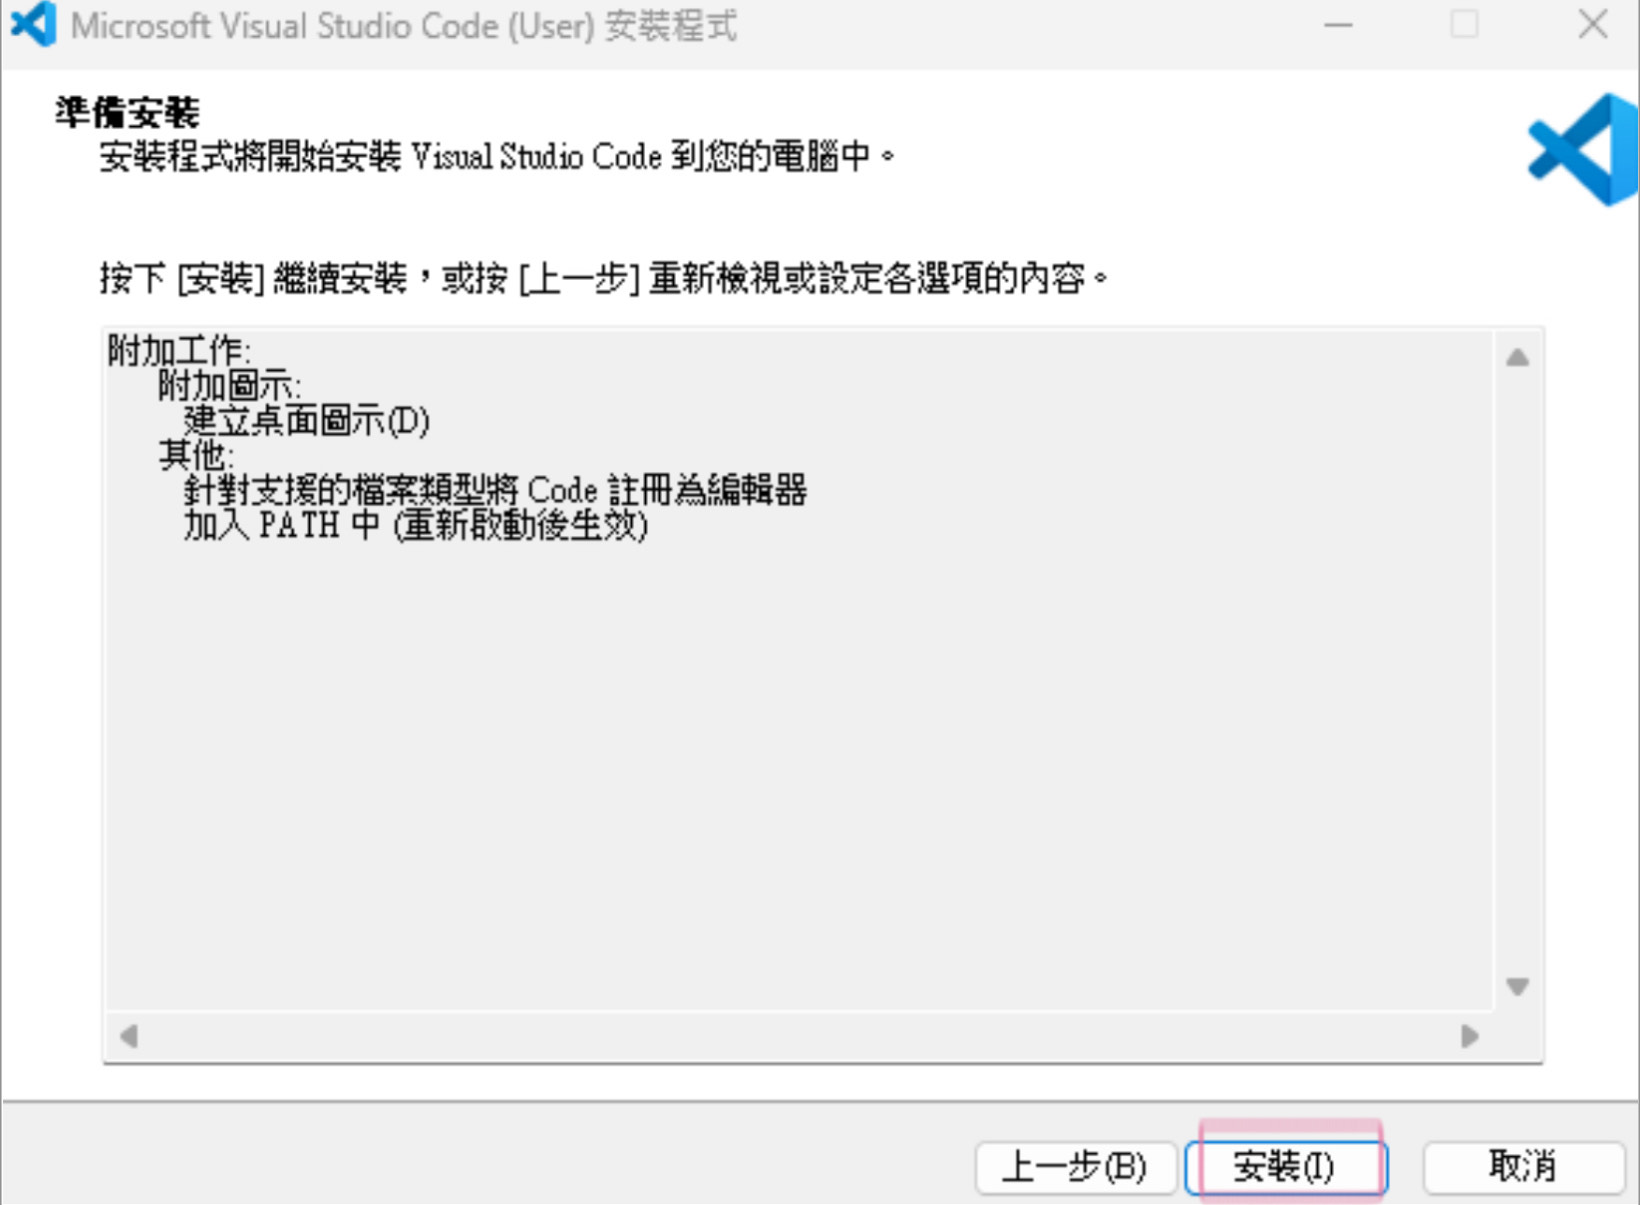 Microsoft Visual Studio Code (User) 安裝程式
準備安裝
安裝程式將開始安裝 Visual Studio Code 到您的電腦中。
按下 [安裝] 繼續安裝，或按 [上一步] 重新檢視或設定各選項的內容。
附加工作:
附加圖示:
建立桌面圖示(D)
其他:
針對支援的檔案類型將 Code 註冊為編輯器
加入 PATH 中 (重新啟動後生效)
上一步(B)
安裝(I)
取消